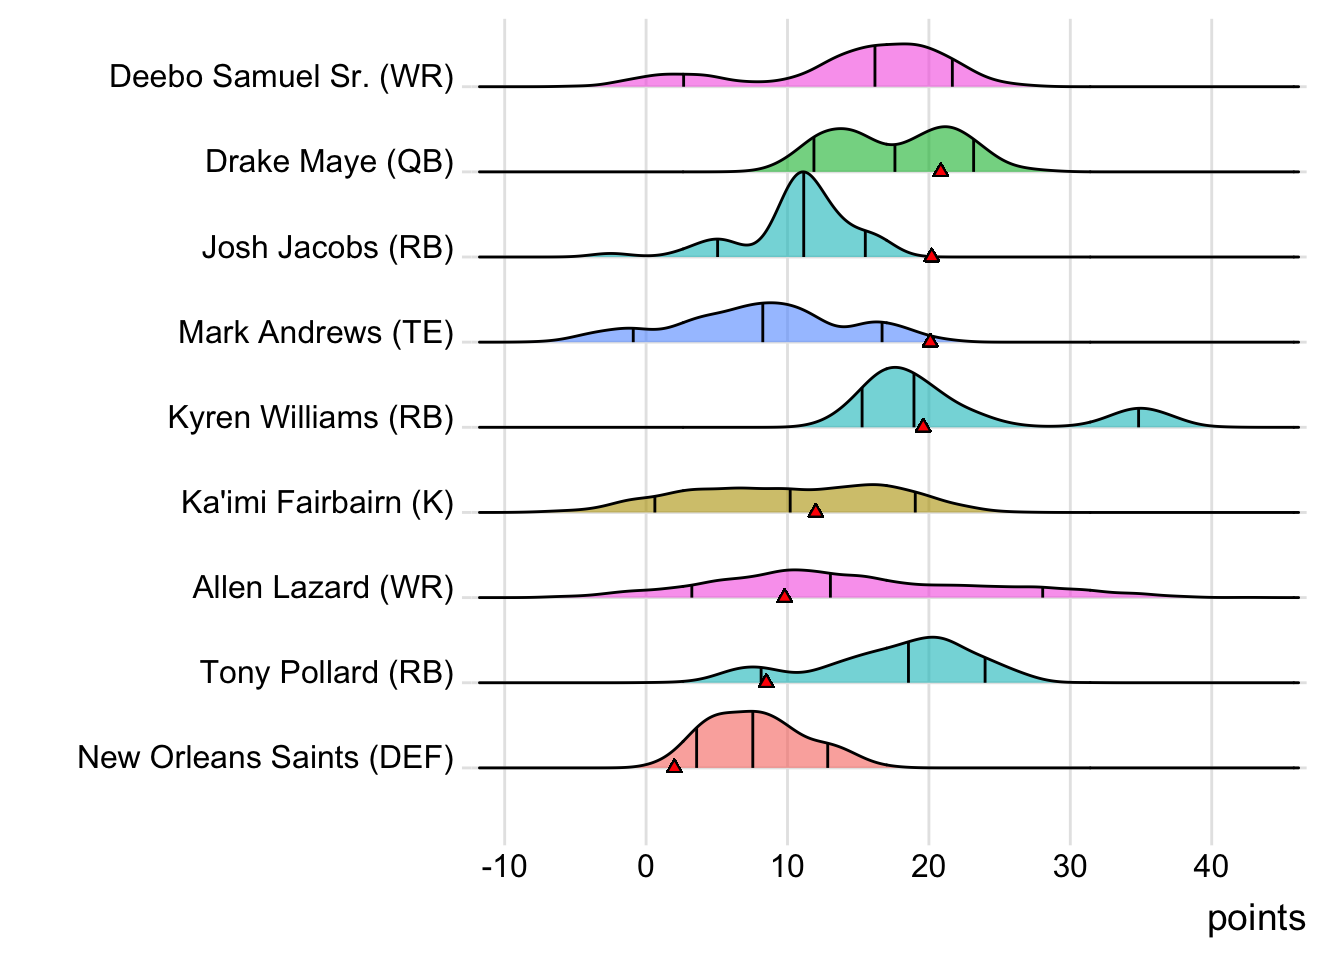 Deebo Samuel Sr. (WR)
Drake Maye (QB)
Josh Jacobs (RB)
Mark Andrews (TE)
Kyren Williams (RB)
Ka'imi Fairbairn (K)
Allen Lazard (WR)
Tony Pollard (RB)
New Orleans Saints (DEF)
-10 0 10 20 30 40
points